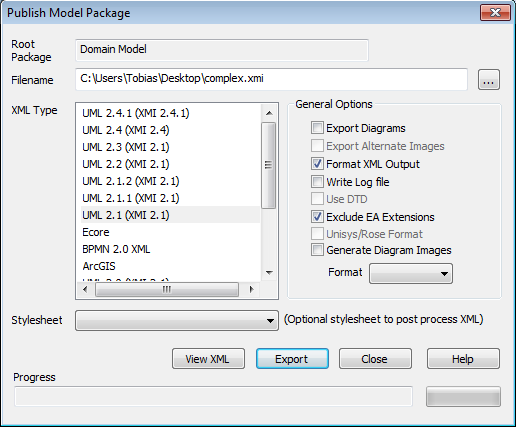 Publish Model Package
Root Package
Domain Model
Filename
C:\Users\Tobias\Desktop\complex.xmi
...
XML Type
UML 2.4.1 (XMI 2.4.1)
UML 2.4 (XMI 2.4)
UML 2.3 (XMI 2.1)
UML 2.2 (XMI 2.1)
UML 2.1.2 (XMI 2.1)
UML 2.1.1 (XMI 2.1)
UML 2.1 (XMI 2.1)
Ecore
BPMN 2.0 XML
ArcGIS
General Options
Export Diagrams
Export Alternate Images
Format XML Output
Write Log file
Use DTD
Exclude EA Extensions
Unisys/Rose Format
Generate Diagram Images
Format
Stylesheet
(Optional stylesheet to post process XML)
View XML
Export
Close
Help
Progress